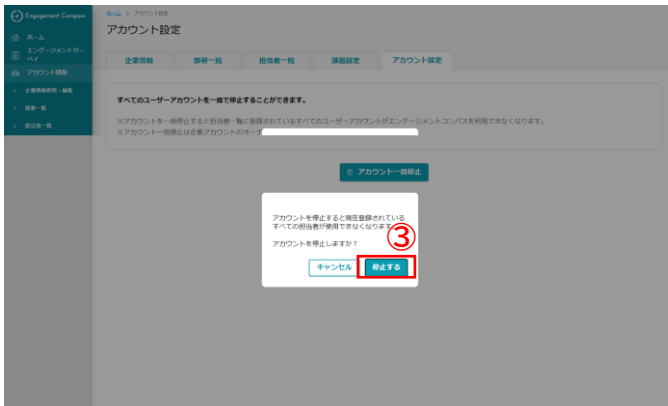 Engagement Compass
ホーム
エンゲージメントサーベイ
アカウント情報
企業情報参照・編集
部署一覧
担当者一覧
ホーム > アカウント設定
アカウント設定
企業情報
部署一覧
担当者一覧
課題設定
アカウント設定
すべてのユーザーアカウントを一括で停止することができます。
※アカウントを一括停止すると担当者一覧に登録されているすべてのユーザーアカウントがエンゲージメントコンパスを利用できなくなります。
※アカウント一括停止は企業アカウントのオーナ
アカウント一括停止
アカウントを停止すると現在登録されている
すべての担当者が使用できなくなります。
アカウントを停止しますか？
③
キャンセル
停止する